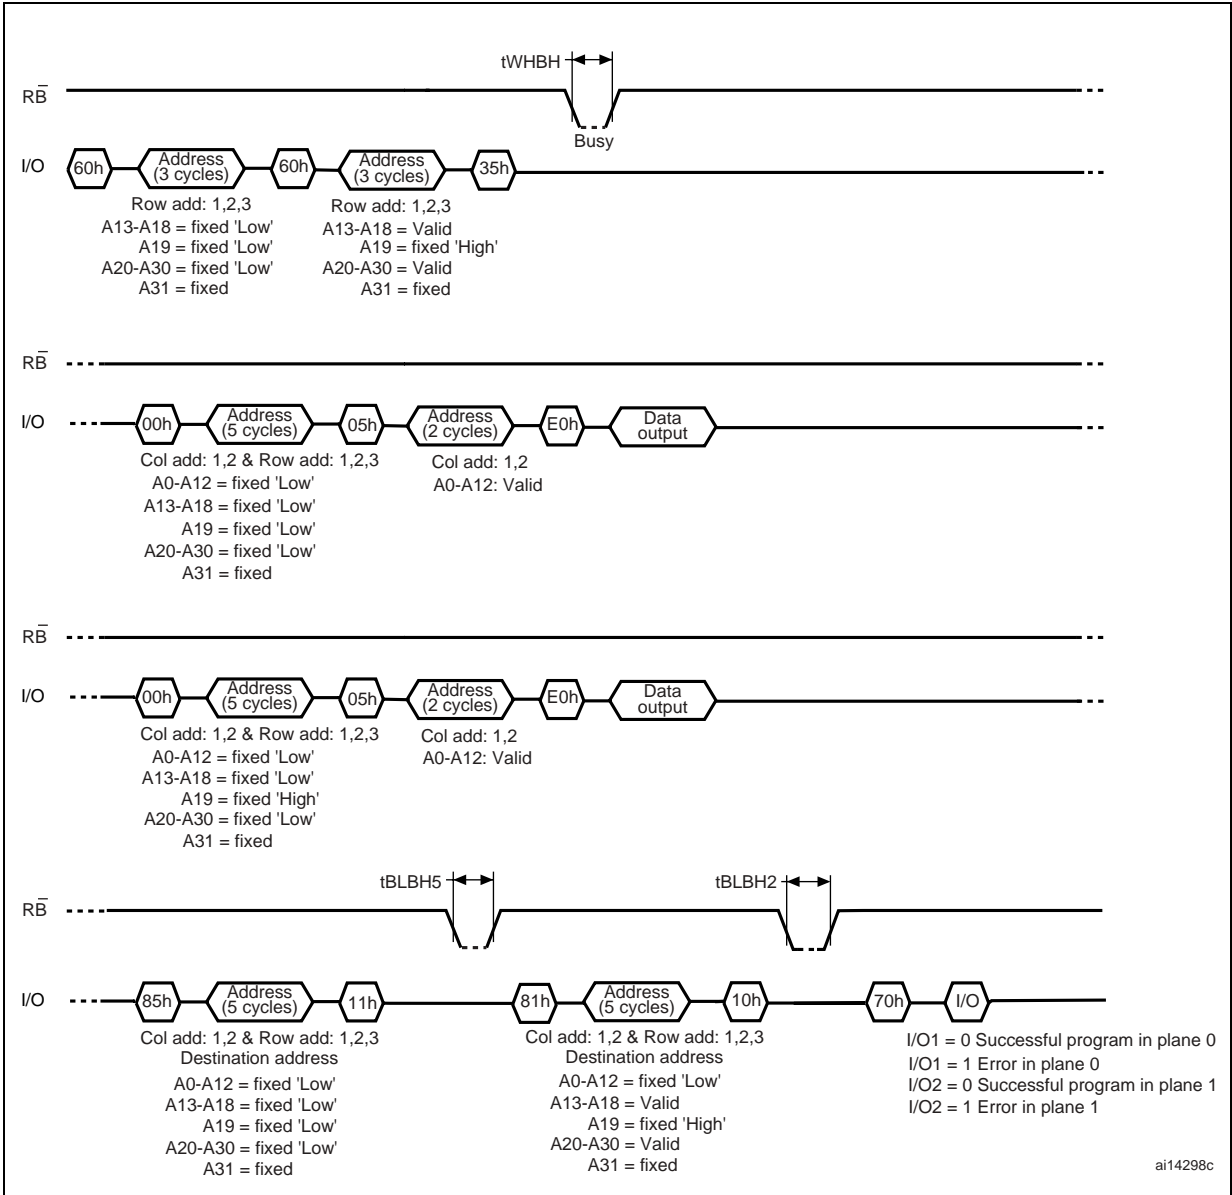 tWHBH
RB̅
Busy
I/O
60h
Address
(3 cycles)
60h
Address
(3 cycles)
35h
Row add: 1,2,3
A13-A18 = fixed 'Low'
A19 = fixed 'Low'
A20-A30 = fixed 'Low'
A31 = fixed
Row add: 1,2,3
A13-A18 = Valid
A19 = fixed 'High'
A20-A30 = Valid
A31 = fixed
RB̅
I/O
00h
Address
(5 cycles)
05h
Address
(2 cycles)
E0h
Data
output
Col add: 1,2 & Row add: 1,2,3
A0-A12 = fixed 'Low'
A13-A18 = fixed 'Low'
A19 = fixed 'Low'
A20-A30 = fixed 'Low'
A31 = fixed
Col add: 1,2
A0-A12: Valid
RB̅
I/O
00h
Address
(5 cycles)
05h
Address
(2 cycles)
E0h
Data
output
Col add: 1,2 & Row add: 1,2,3
A0-A12 = fixed 'Low'
A13-A18 = fixed 'Low'
A19 = fixed 'High'
A20-A30 = fixed 'Low'
A31 = fixed
Col add: 1,2
A0-A12: Valid
tBLBH5
tBLBH2
RB̅
I/O
85h
Address
(5 cycles)
11h
81h
Address
(5 cycles)
10h
70h
I/O
Col add: 1,2 & Row add: 1,2,3
Destination address
A0-A12 = fixed 'Low'
A13-A18 = fixed 'Low'
A19 = fixed 'Low'
A20-A30 = fixed 'Low'
A31 = fixed
Col add: 1,2 & Row add: 1,2,3
Destination address
A0-A12 = fixed 'Low'
A13-A18 = Valid
A19 = fixed 'High'
A20-A30 = Valid
A31 = fixed
I/O1 = 0 Successful program in plane 0
I/O1 = 1 Error in plane 0
I/O2 = 0 Successful program in plane 1
I/O2 = 1 Error in plane 1
ai14298c